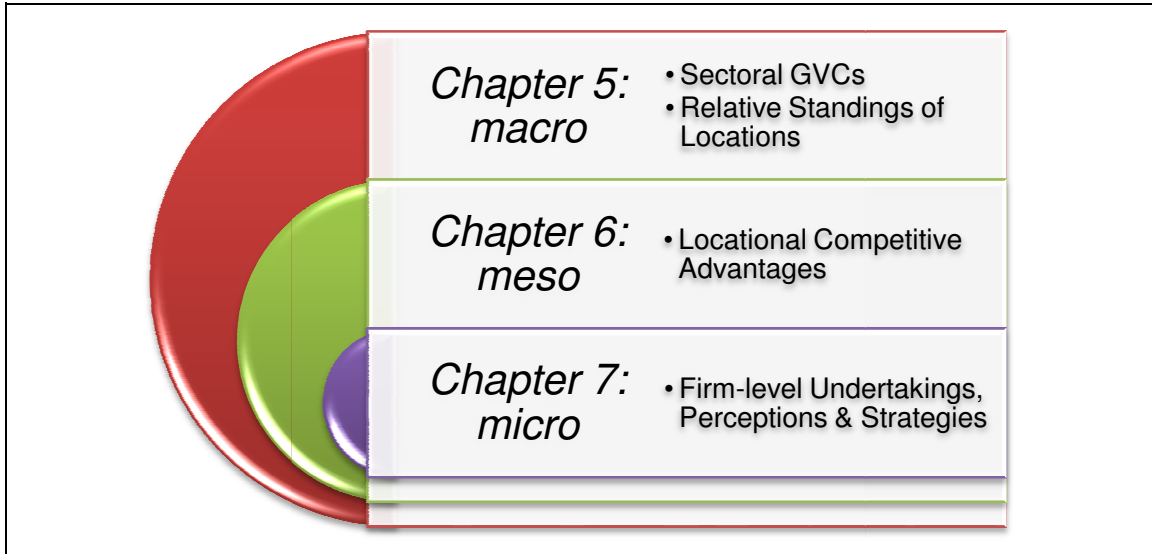 Chapter 5:
macro
• Sectoral GVCs
• Relative Standings of
Locations
Chapter 6:
meso
• Locational Competitive
Advantages
Chapter 7:
micro
• Firm-level Undertakings,
Perceptions & Strategies